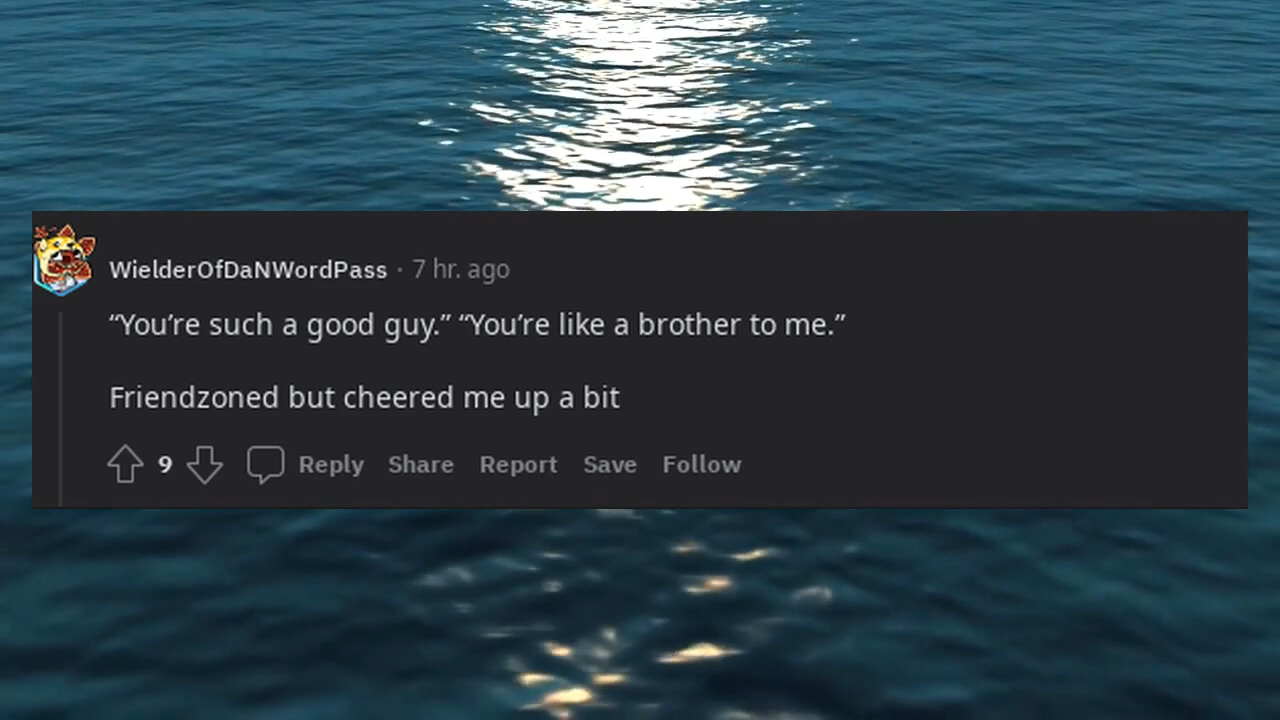 WielderOfDaNWordPass · 7 hr. ago
“You’re such a good guy.” “You’re like a brother to me.”
Friendzoned but cheered me up a bit
9 Reply Share Report Save Follow